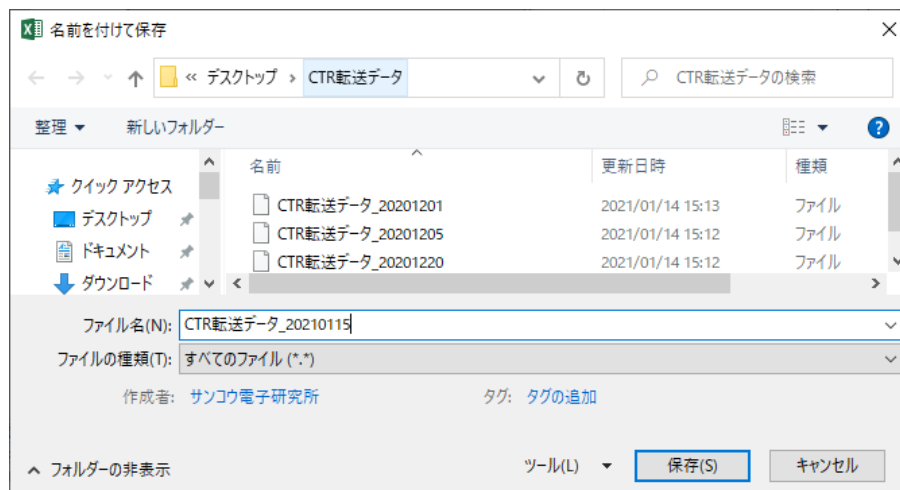 名前を付けて保存
« デスクトップ › CTR転送データ
CTR転送データの検索
整理 新しいフォルダー
名前 更新日時 種類
クイック アクセス
デスクトップ
ドキュメント
ダウンロード
CTR転送データ_20201201 2021/01/14 15:13 ファイル
CTR転送データ_20201205 2021/01/14 15:12 ファイル
CTR転送データ_20201220 2021/01/14 15:12 ファイル
ファイル名(N): CTR転送データ_20210115
ファイルの種類(T): すべてのファイル (*.*)
作成者: サンコウ電子研究所 タグ: タグの追加
フォルダーの非表示 ツール(L) 保存(S) キャンセル